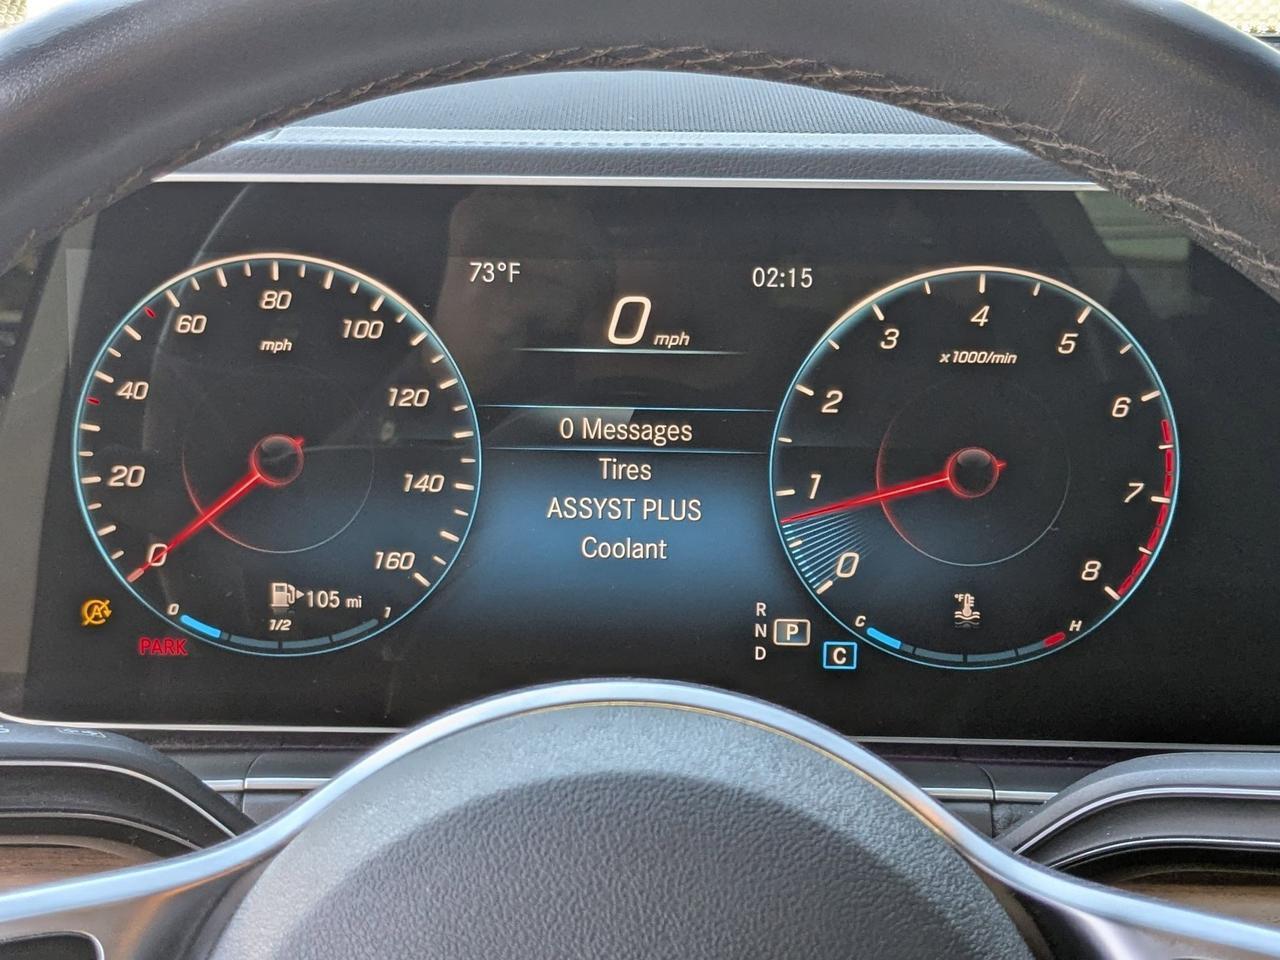 73°F
02:15
0 mph
0 Messages
Tires
ASSYST PLUS
Coolant
0
20
40
60
80
100
120
140
160
mph
105 mi
0
1/2
1
A
PARK
R
N
P
D
C
0
1
2
3
4
5
6
7
8
x1000/min
°F/°C
C
H